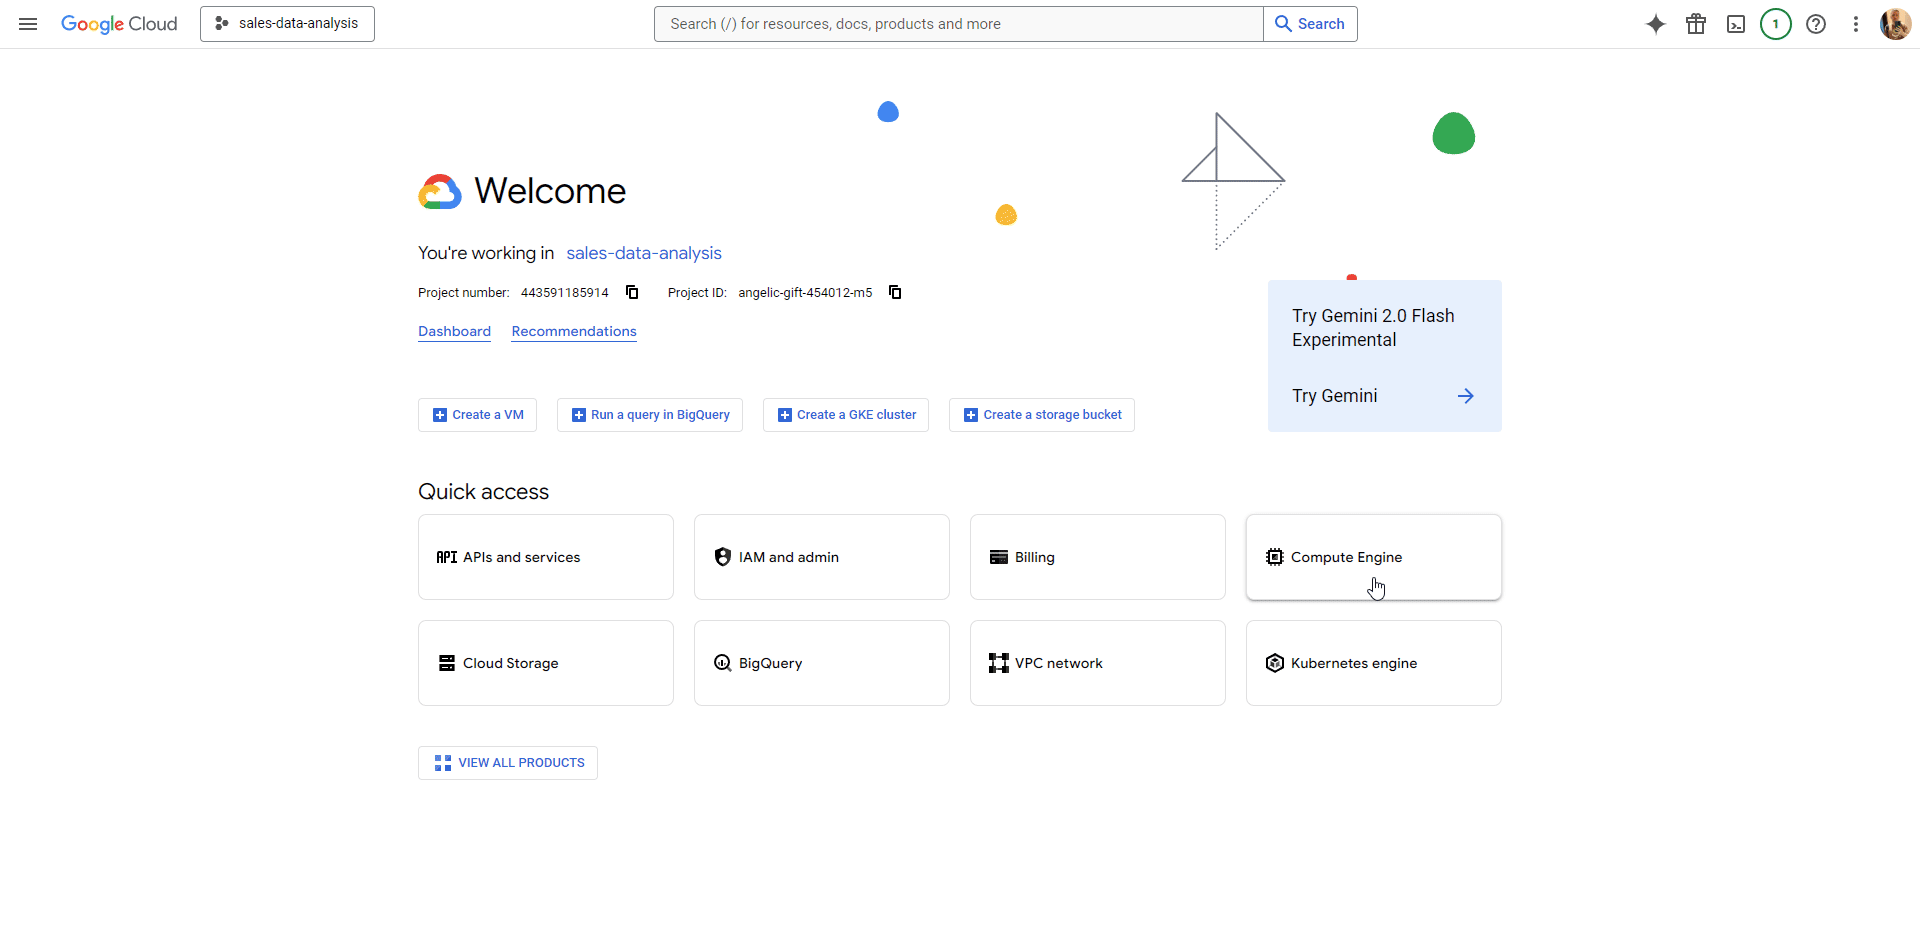 Google Cloud
sales-data-analysis
Search (/) for resources, docs, products and more
Search
1
Welcome
You're working in sales-data-analysis
Project number: 443591185914 Project ID: angelic-gift-454012-m5
Dashboard Recommendations
Try Gemini 2.0 Flash
Experimental
Try Gemini
Create a VM
Run a query in BigQuery
Create a GKE cluster
Create a storage bucket
Quick access
API APIs and services
IAM and admin
Billing
Compute Engine
Cloud Storage
BigQuery
VPC network
Kubernetes engine
VIEW ALL PRODUCTS